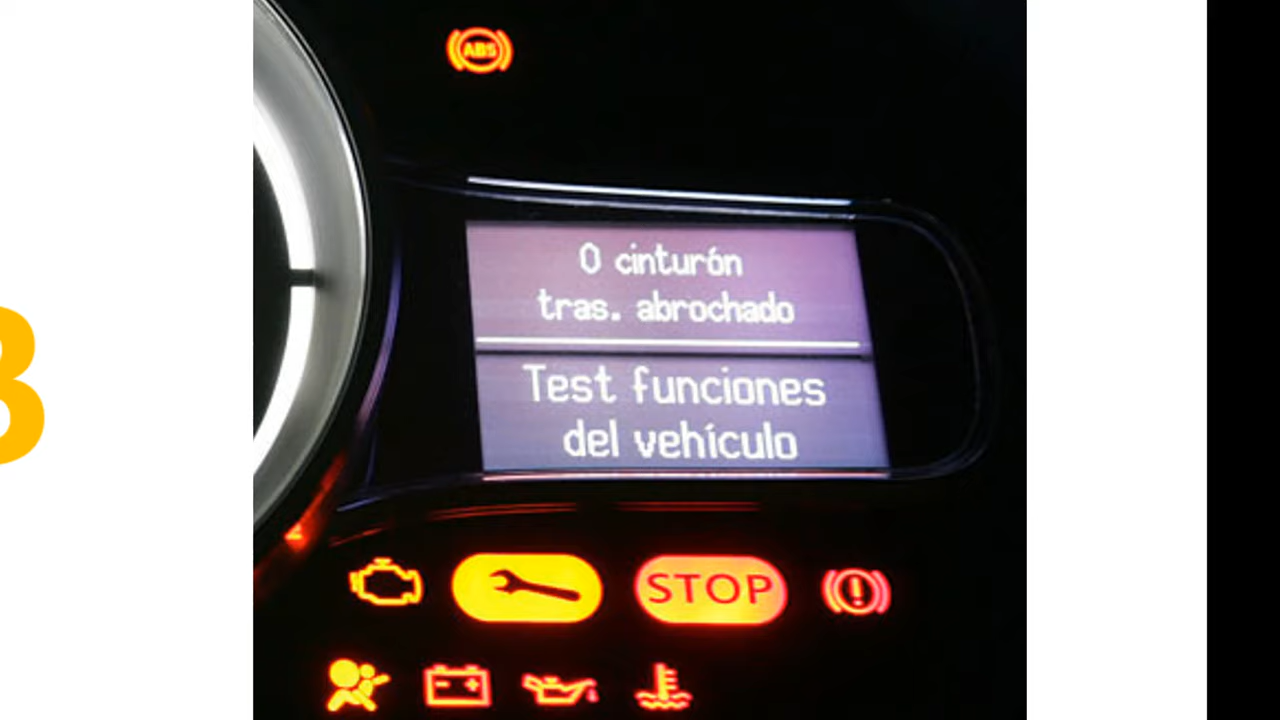 ABS
0 cinturón
tras. abrochado
Test funciones
del vehículo
STOP